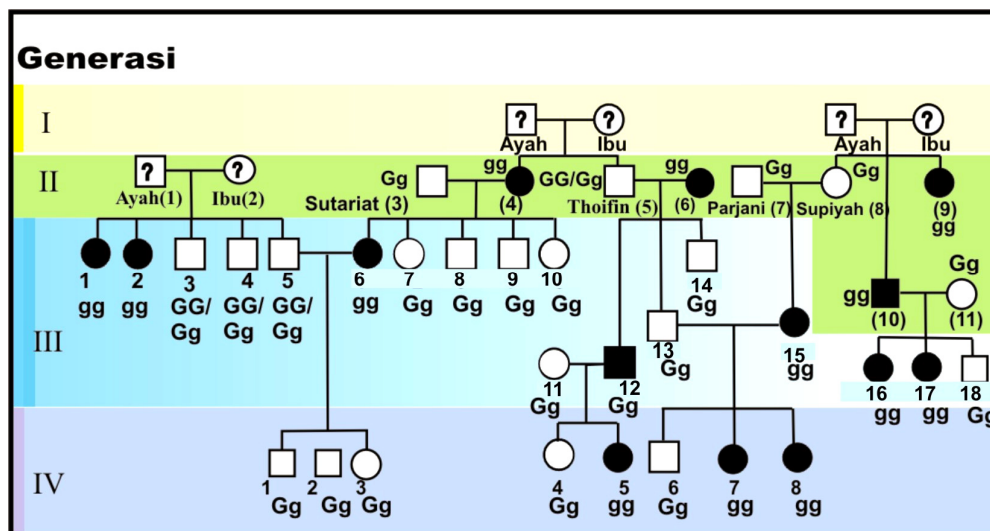 Generasi
I
? ? ? ?
Ayah Ibu Ayah Ibu
II
? ? Gg gg GG/Gg gg Gg Gg
Ayah(1) Ibu(2) Sutariat (3) (4) Thoifin (5) (6) Parjani (7) Supiyah (8) (9)
gg
III
1 2 3 4 5 6 7 8 9 10 14
gg gg GG/ GG/ GG/ gg Gg Gg Gg Gg Gg
Gg Gg Gg
Gg
gg
(10) (11)
13 15
Gg gg
11 12 16 17 18
Gg Gg gg gg Gg
IV
1 2 3 4 5 6 7 8
Gg Gg Gg Gg gg Gg gg gg